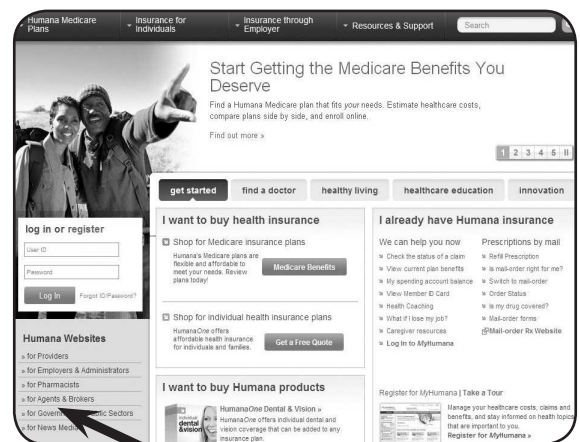 Humana Medicare Plans
Insurance for Individuals
Insurance through Employer
Resources & Support
Search
Start Getting the Medicare Benefits You
Deserve
Find a Humana Medicare plan that fits your needs. Estimate healthcare costs,
compare plans side by side, and enroll online.
Find out more »
1 2 3 4 5 II
get started
find a doctor
healthy living
healthcare education
innovation
log in or register
User ID
Password
Log In
Forgot ID/Password?
Humana Websites
» for Providers
» for Employers & Administrators
» for Pharmacists
» for Agents & Brokers
» for Sectors
» for News
I want to buy health insurance
Shop for Medicare insurance plans
Humana's Medicare plans are
flexible and affordable to
meet your needs. Review
plans today!
Medicare Benefits
Shop for individual health insurance plans
HumanaOne offers
affordable health insurance
for individuals and families.
Get a Free Quote
I want to buy Humana products
individual
dental
&vision
HumanaOne Dental & Vision »
HumanaOne offers individual dental and
vision coverage that can be added to any
insurance plan.
I already have Humana insurance
We can help you now
» Check the status of a claim
» View current plan benefits
» My spending account balance
» View Member ID Card
» Health Coaching
» What if I lose my job?
» Caregiver resources
» Log In to MyHumana
Prescriptions by mail
» Refill Prescription
» Is mail-order right for me?
» Switch to mail-order
» Order Status
» Is my drug covered?
» Mail-order forms
Mail-order Rx Website
Register for MyHumana | Take a Tour
Manage your healthcare costs, claims and
benefits, and stay informed on health topics
that are important to you.
Register for MyHumana »